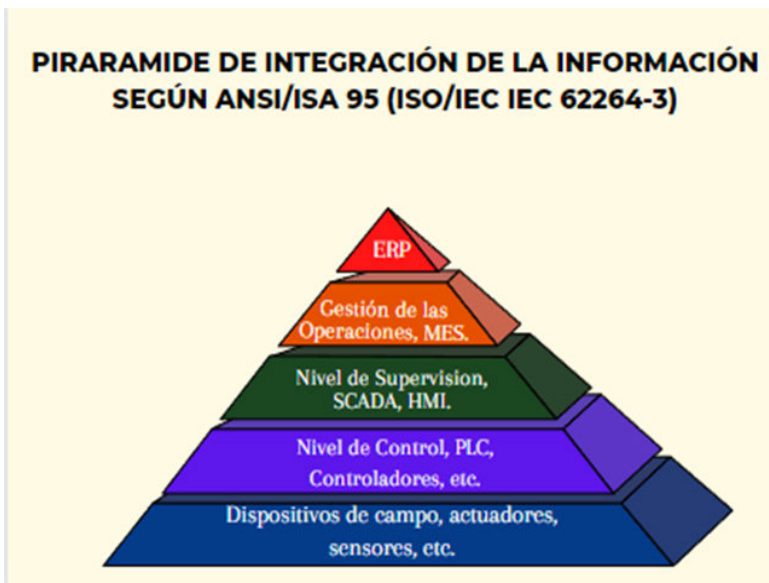 PIRARAMIDE DE INTEGRACIÓN DE LA INFORMACIÓN
SEGÚN ANSI/ISA 95 (ISO/IEC IEC 62264-3)
ERP
Gestión de las
Operaciones, MES.
Nivel de Supervision,
SCADA, HMI.
Nivel de Control, PLC,
Controladores, etc.
Dispositivos de campo, actuadores,
sensores, etc.